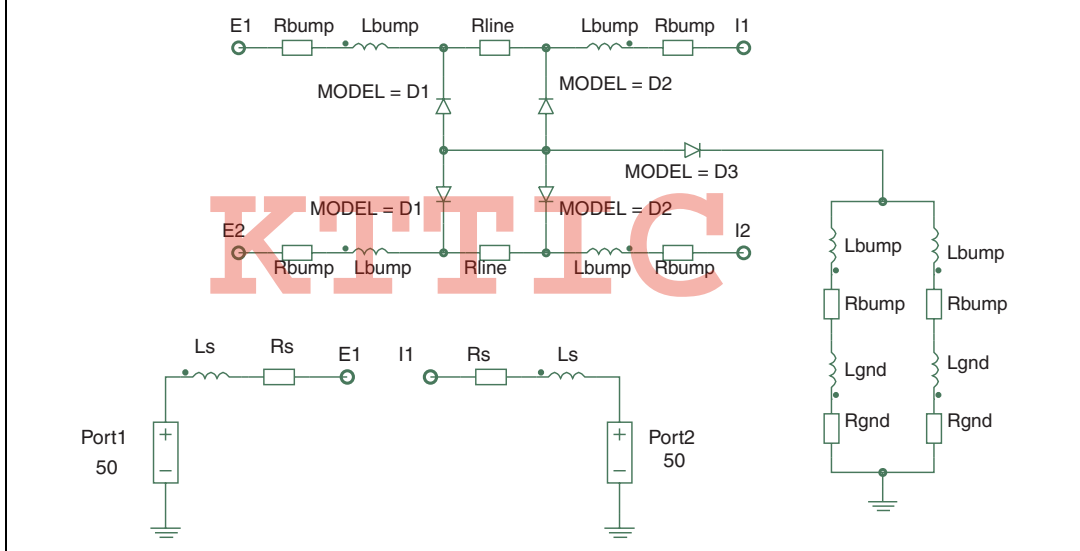 E1 Rbump Lbump Rline Lbump Rbump I1
MODEL = D1 MODEL = D2
MODEL = D3
MODEL = D1 MODEL = D2
KTTIC
E2 I2
Rbump Lbump Rline Lbump Rbump
Lbump Lbump
Rbump Rbump
Lgnd Lgnd
Rgnd Rgnd
Ls Rs E1 I1 Rs Ls
Port1 + + Port2
50 − − 50